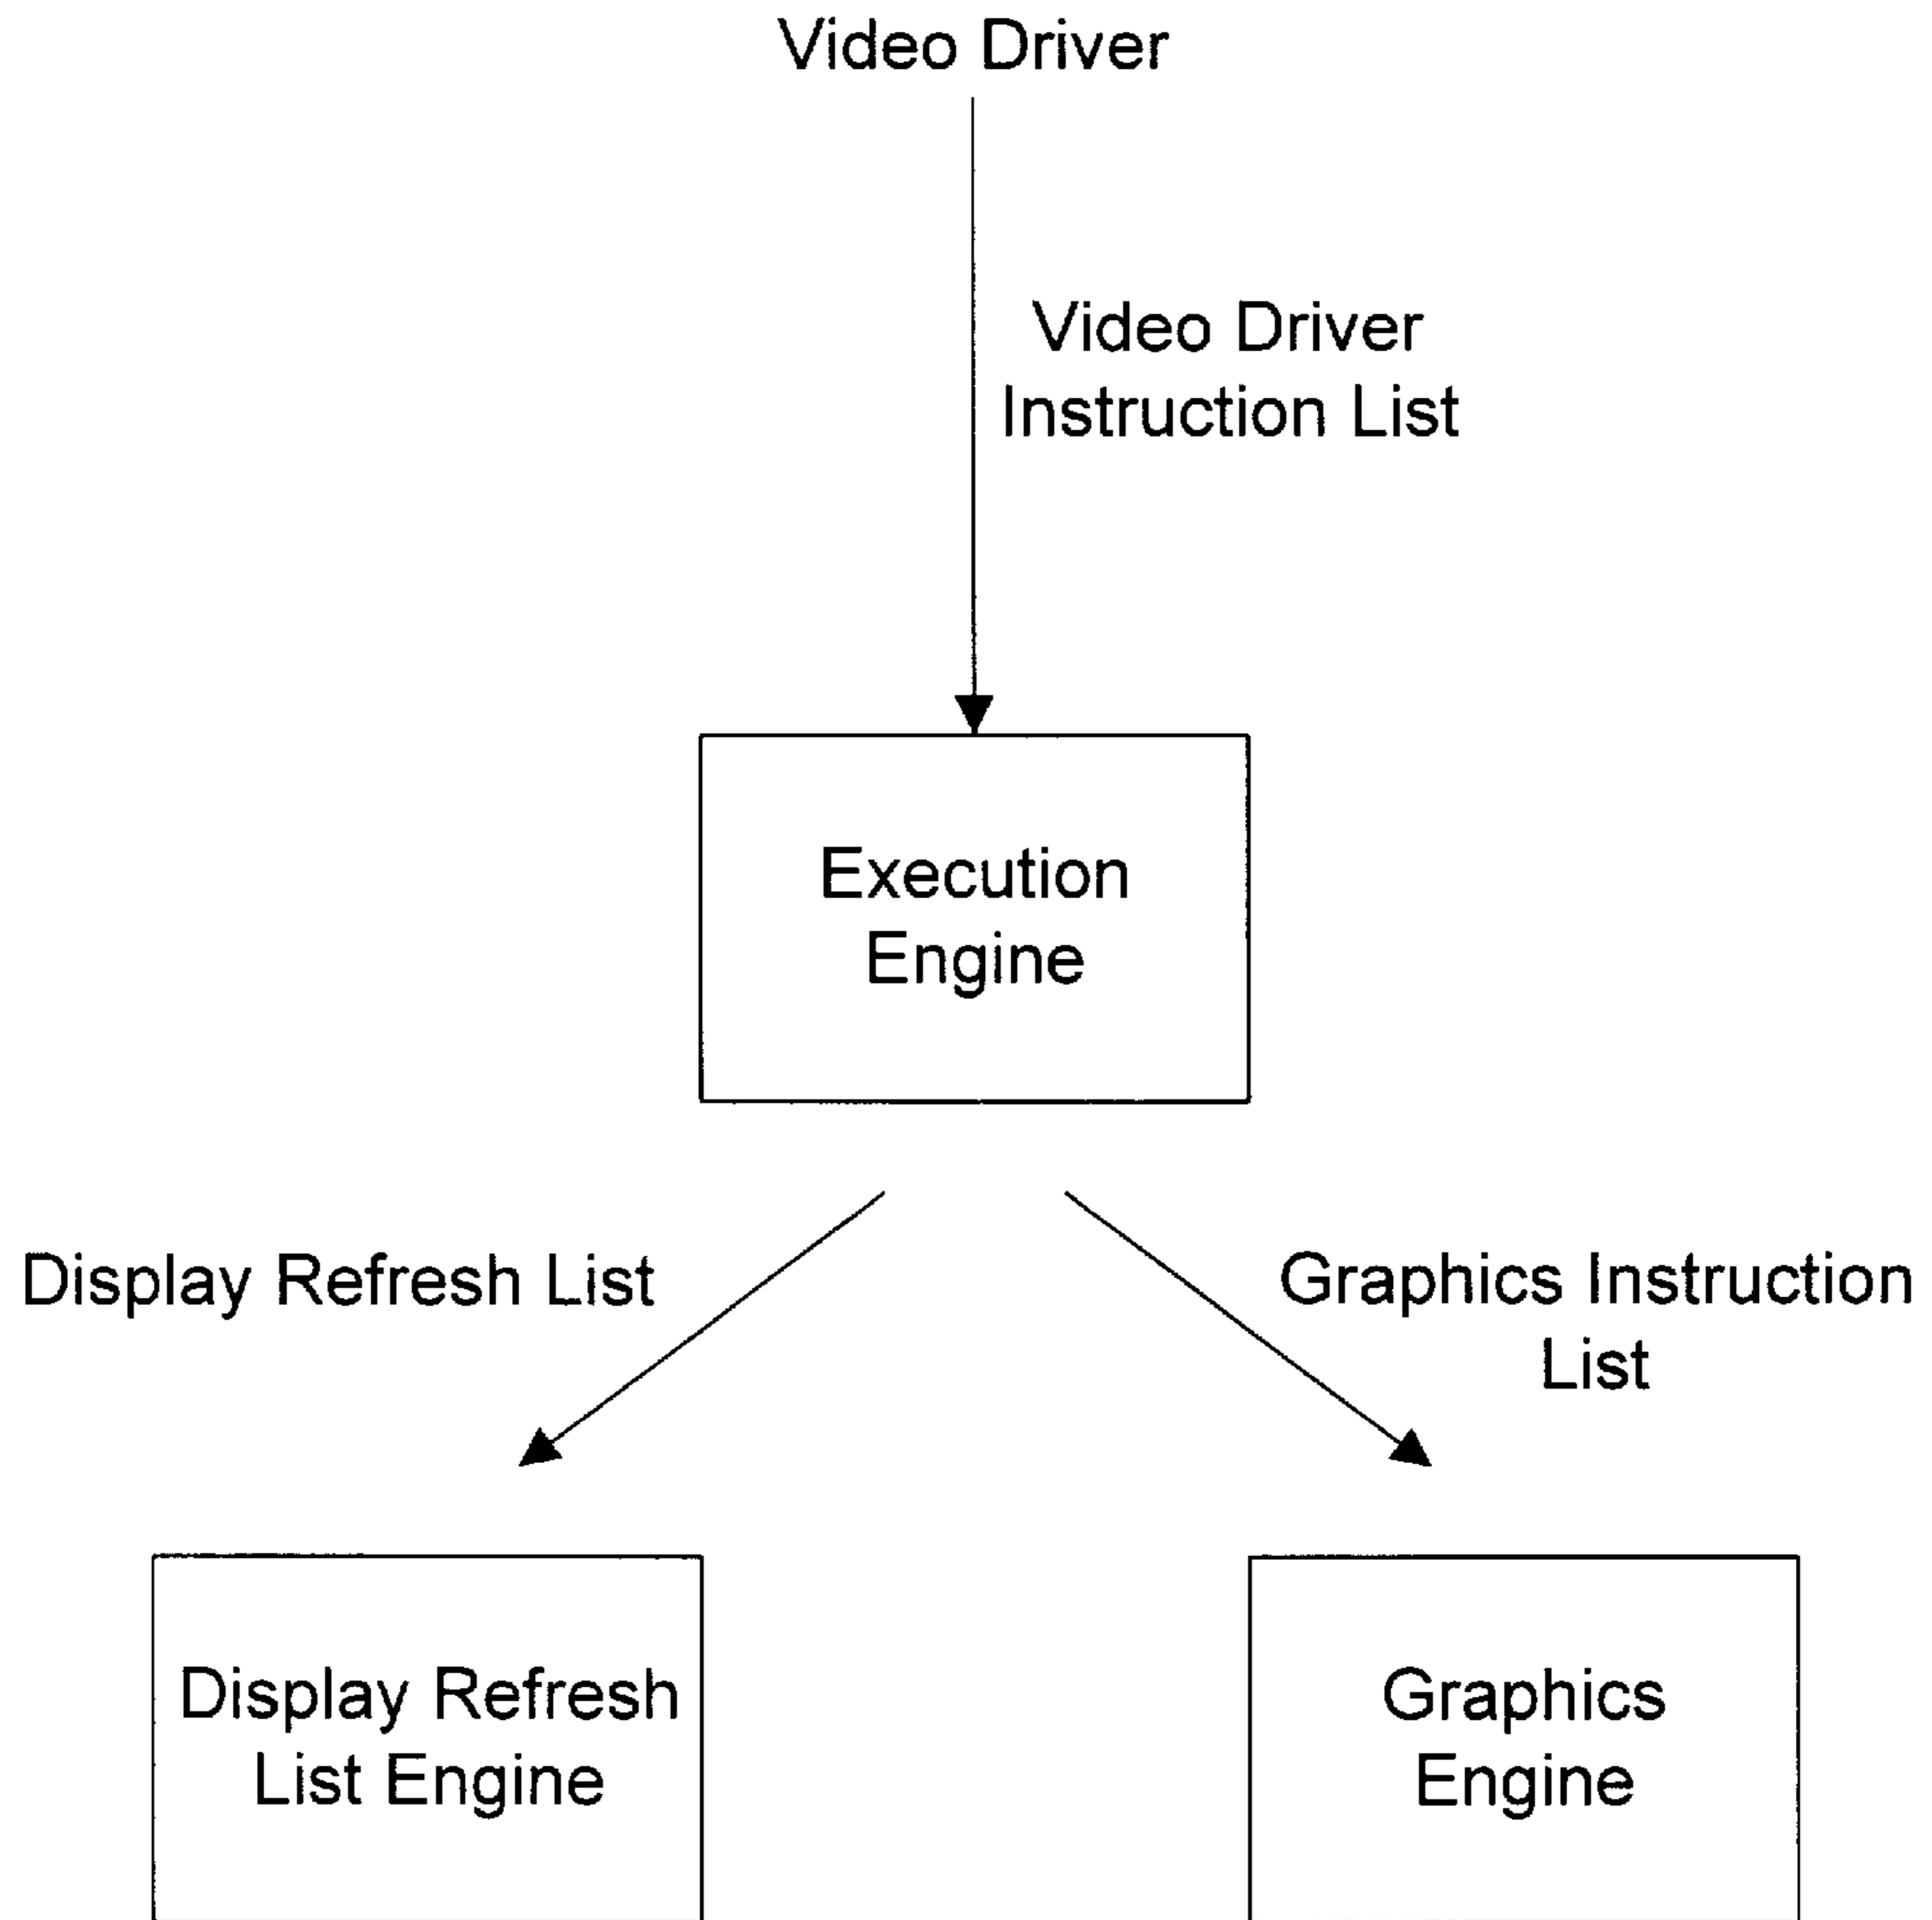 Video Driver
Video Driver
Instruction List
Execution
Engine
Display Refresh List
Graphics Instruction
List
Display Refresh
List Engine
Graphics
Engine